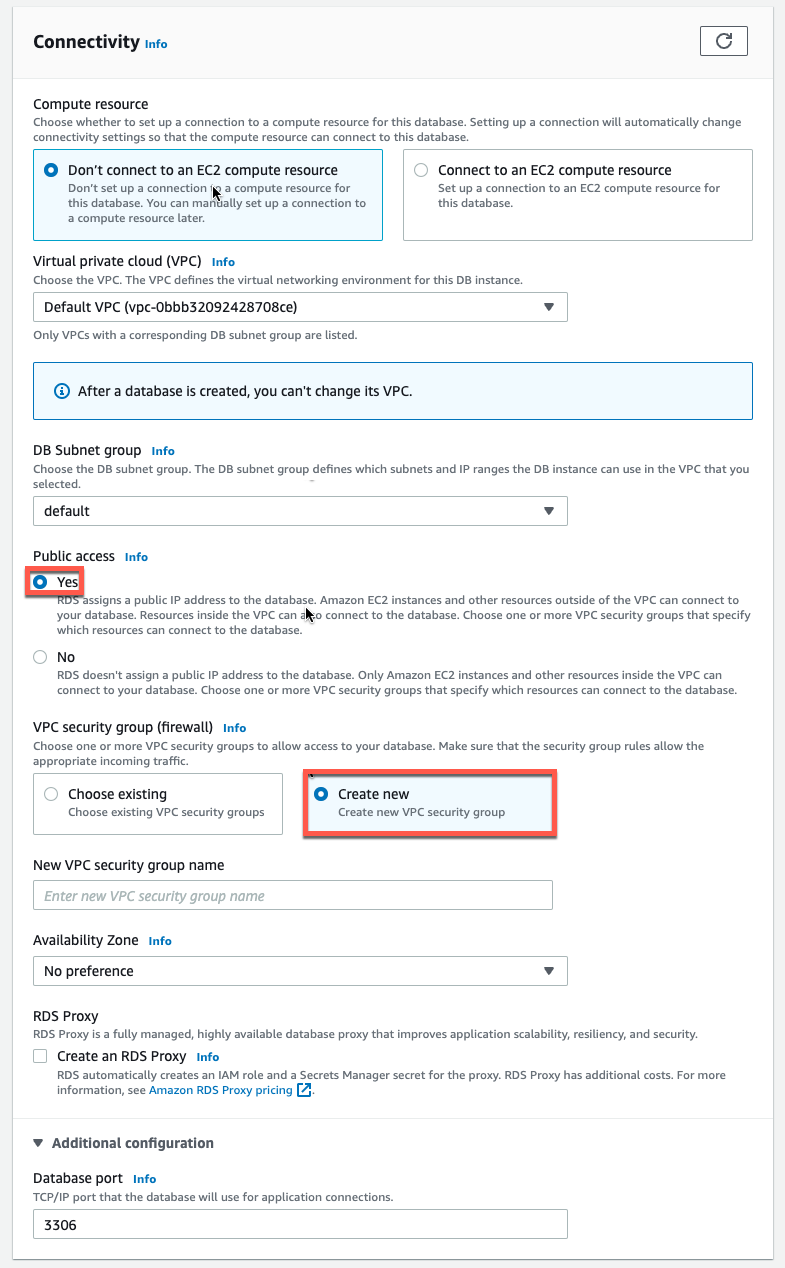 Connectivity Info
Compute resource
Choose whether to set up a connection to a compute resource for this database. Setting up a connection will automatically change
connectivity settings so that the compute resource can connect to this database.
Don't connect to an EC2 compute resource
Don't set up a connection to a compute resource for
this database. You can manually set up a connection to
a compute resource later.
Connect to an EC2 compute resource
Set up a connection to an EC2 compute resource for
this database.
Virtual private cloud (VPC) Info
Choose the VPC. The VPC defines the virtual networking environment for this DB instance.
Default VPC (vpc-0bbb32092428708ce)
Only VPCs with a corresponding DB subnet group are listed.
After a database is created, you can't change its VPC.
DB Subnet group Info
Choose the DB subnet group. The DB subnet group defines which subnets and IP ranges the DB instance can use in the VPC that you
selected.
default
Public access Info
Yes
RDS assigns a public IP address to the database. Amazon EC2 instances and other resources outside of the VPC can connect to
your database. Resources inside the VPC can also connect to the database. Choose one or more VPC security groups that specify
which resources can connect to the database.
No
RDS doesn't assign a public IP address to the database. Only Amazon EC2 instances and other resources inside the VPC can
connect to your database. Choose one or more VPC security groups that specify which resources can connect to the database.
VPC security group (firewall) Info
Choose one or more VPC security groups to allow access to your database. Make sure that the security group rules allow the
appropriate incoming traffic.
Choose existing
Choose existing VPC security groups
Create new
Create new VPC security group
New VPC security group name
Enter new VPC security group name
Availability Zone Info
No preference
RDS Proxy
RDS Proxy is a fully managed, highly available database proxy that improves application scalability, resiliency, and security.
Create an RDS Proxy Info
RDS automatically creates an IAM role and a Secrets Manager secret for the proxy. RDS Proxy has additional costs. For more
information, see Amazon RDS Proxy pricing.
Additional configuration
Database port Info
TCP/IP port that the database will use for application connections.
3306